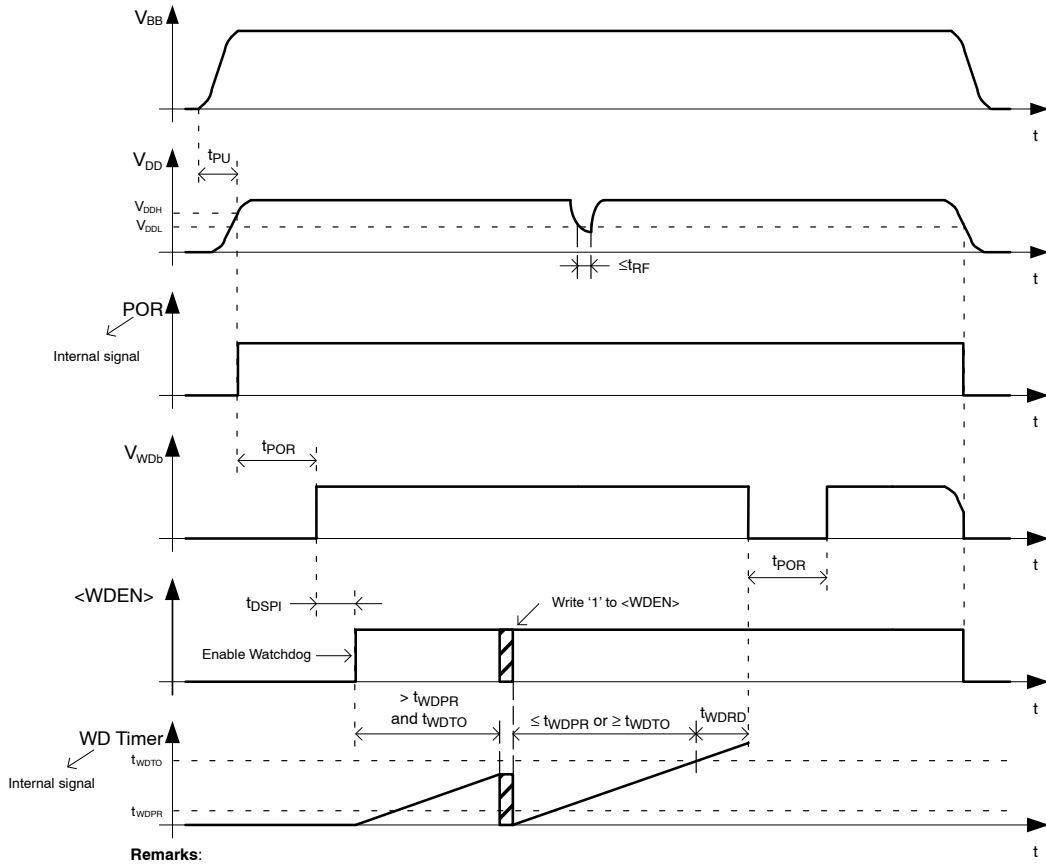 VBB
t
tPU
VDD
VDDH
VDDL
≤tRF
t
POR
Internal signal
t
tPOR
VWDb
tPOR
t
<WDEN>
tDSPI
Write ‘1’ to <WDEN>
Enable Watchdog
t
> tWDPR
and tWDTO
≤ tWDPR or ≥ tWDTO
tWDRD
WD Timer
tWDTO
Internal signal
tWDPR
t
Remarks: